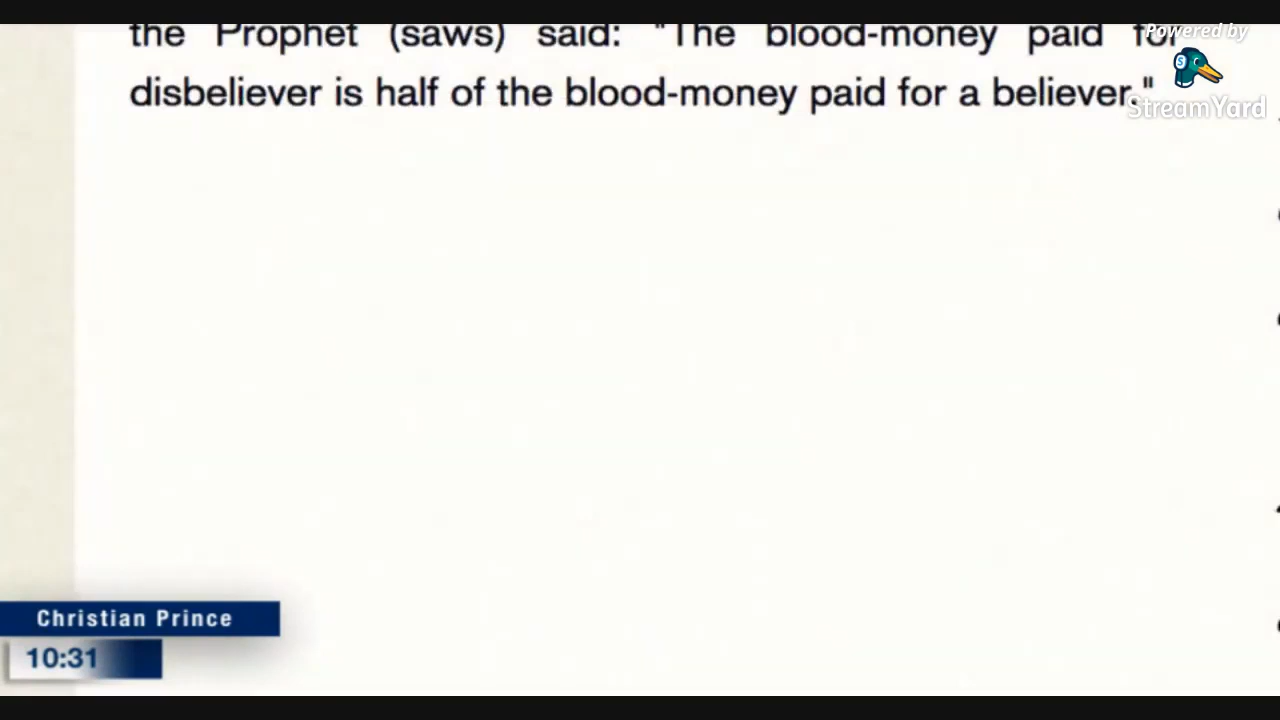 the Prophet (saws) said: "The blood-money paid for
disbeliever is half of the blood-money paid for a believer."
Powered by
StreamYard
Christian Prince
10:31